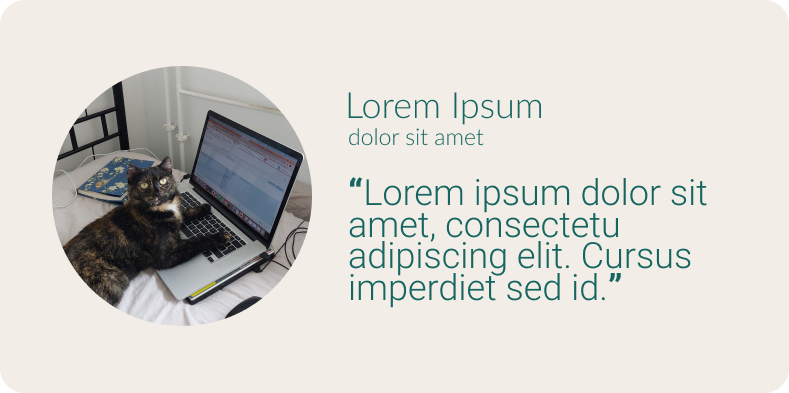 Lorem Ipsum
dolor sit amet
“Lorem ipsum dolor sit
amet, consectetu
adipiscing elit. Cursus
imperdiet sed id.”